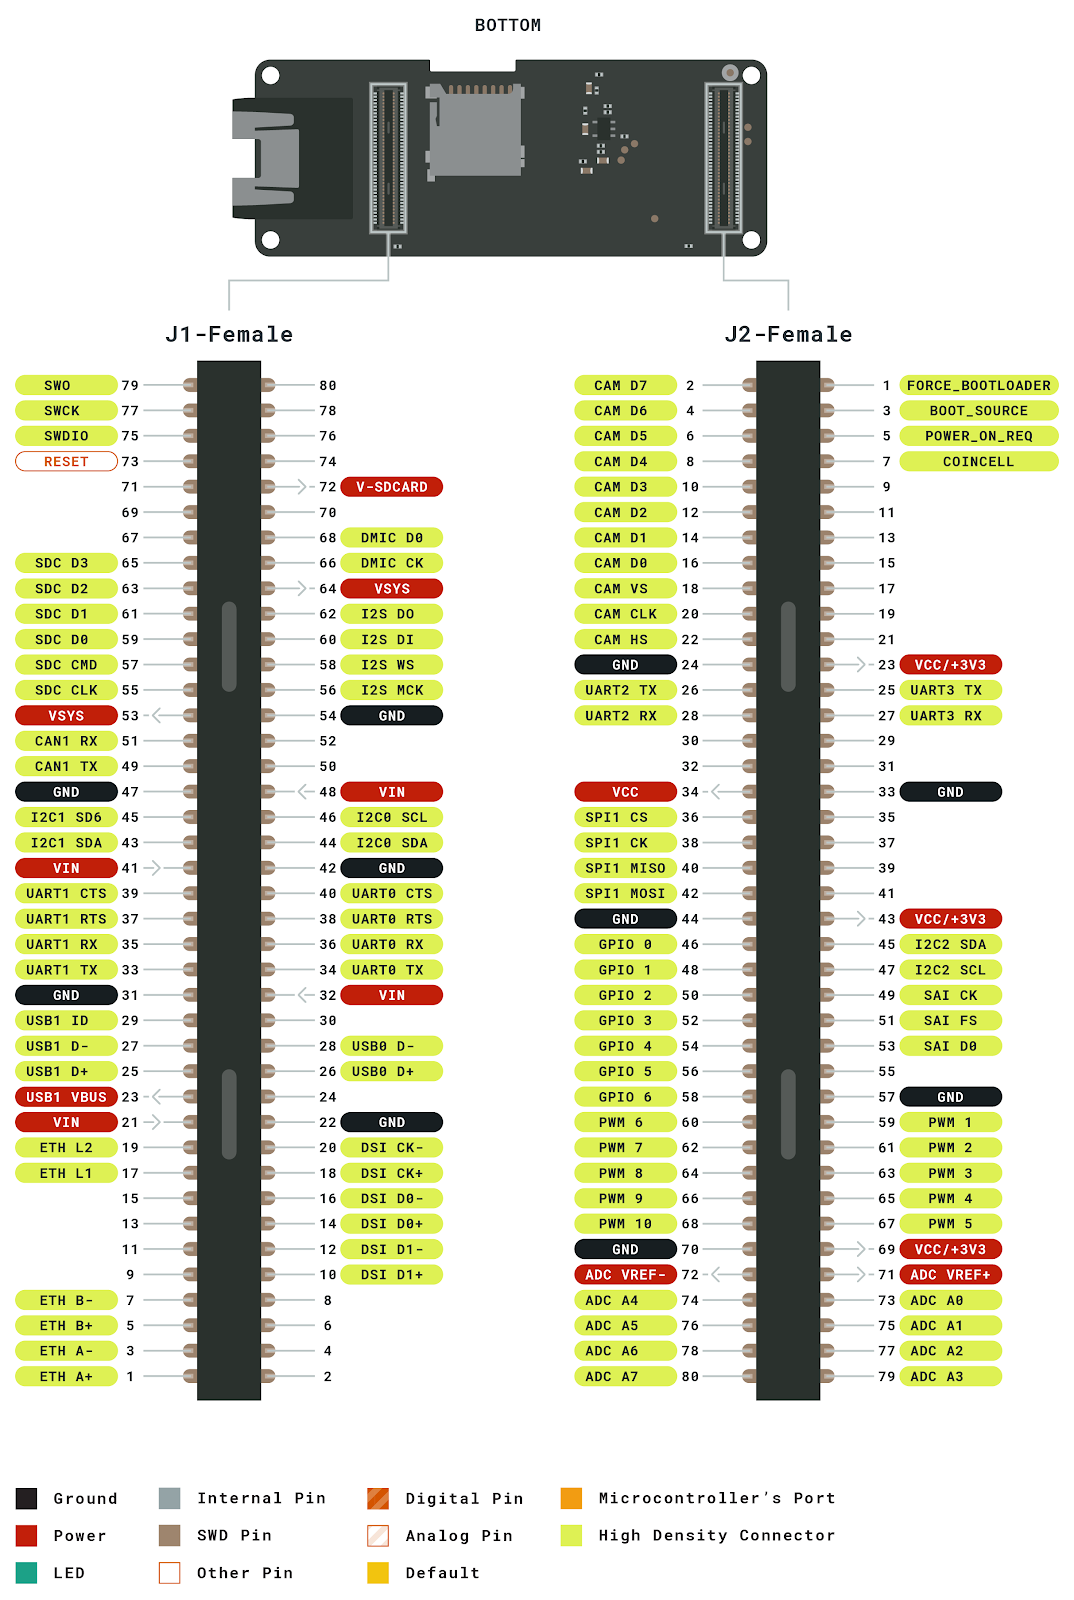 BOTTOM
J1-Female J2-Female
SWO 79 80 CAM D7 2 1 FORCE_BOOTLOADER
SWCK 77 78 CAM D6 4 3 BOOT_SOURCE
SWDIO 75 76 CAM D5 6 5 POWER_ON_REQ
RESET 73 74 CAM D4 8 7 COINCELL
71 72 V-SDCARD CAM D3 10 9
69 70 CAM D2 12 11
67 68 DMIC D0 CAM D1 14 13
SDC D3 65 66 DMIC CK CAM D0 16 15
SDC D2 63 64 VSYS CAM VS 18 17
SDC D1 61 62 I2S DO CAM CLK 20 19
SDC D0 59 60 I2S DI CAM HS 22 21
SDC CMD 57 58 I2S WS GND 24 23 VCC/+3V3
SDC CLK 55 56 I2S MCK UART2 TX 26 25 UART3 TX
VSYS 53 54 GND UART2 RX 28 27 UART3 RX
CAN1 RX 51 52 30 29
CAN1 TX 49 50 32 31
GND 47 48 VIN VCC 34 33 GND
I2C1 SD6 45 46 I2C0 SCL SPI1 CS 36 35
I2C1 SDA 43 44 I2C0 SDA SPI1 CK 38 37
VIN 41 42 GND SPI1 MISO 40 39
UART1 CTS 39 40 UART0 CTS SPI1 MOSI 42 41
UART1 RTS 37 38 UART0 RTS GND 44 43 VCC/+3V3
UART1 RX 35 36 UART0 RX GPIO 0 46 45 I2C2 SDA
UART1 TX 33 34 UART0 TX GPIO 1 48 47 I2C2 SCL
GND 31 32 VIN GPIO 2 50 49 SAI CK
USB1 ID 29 30 GPIO 3 52 51 SAI FS
USB1 D- 27 28 USB0 D- GPIO 4 54 53 SAI D0
USB1 D+ 25 26 USB0 D+ GPIO 5 56 55
USB1 VBUS 23 24 GPIO 6 58 57 GND
VIN 21 22 GND PWM 6 60 59 PWM 1
ETH L2 19 20 DSI CK- PWM 7 62 61 PWM 2
ETH L1 17 18 DSI CK+ PWM 8 64 63 PWM 3
15 16 DSI D0- PWM 9 66 65 PWM 4
13 14 DSI D0+ PWM 10 68 67 PWM 5
11 12 DSI D1- GND 70 69 VCC/+3V3
9 10 DSI D1+ ADC VREF- 72 71 ADC VREF+
ETH B- 7 8 ADC A4 74 73 ADC A0
ETH B+ 5 6 ADC A5 76 75 ADC A1
ETH A- 3 4 ADC A6 78 77 ADC A2
ETH A+ 1 2 ADC A7 80 79 ADC A3
Ground Internal Pin Digital Pin Microcontroller's Port
Power SWD Pin Analog Pin High Density Connector
LED Other Pin Default